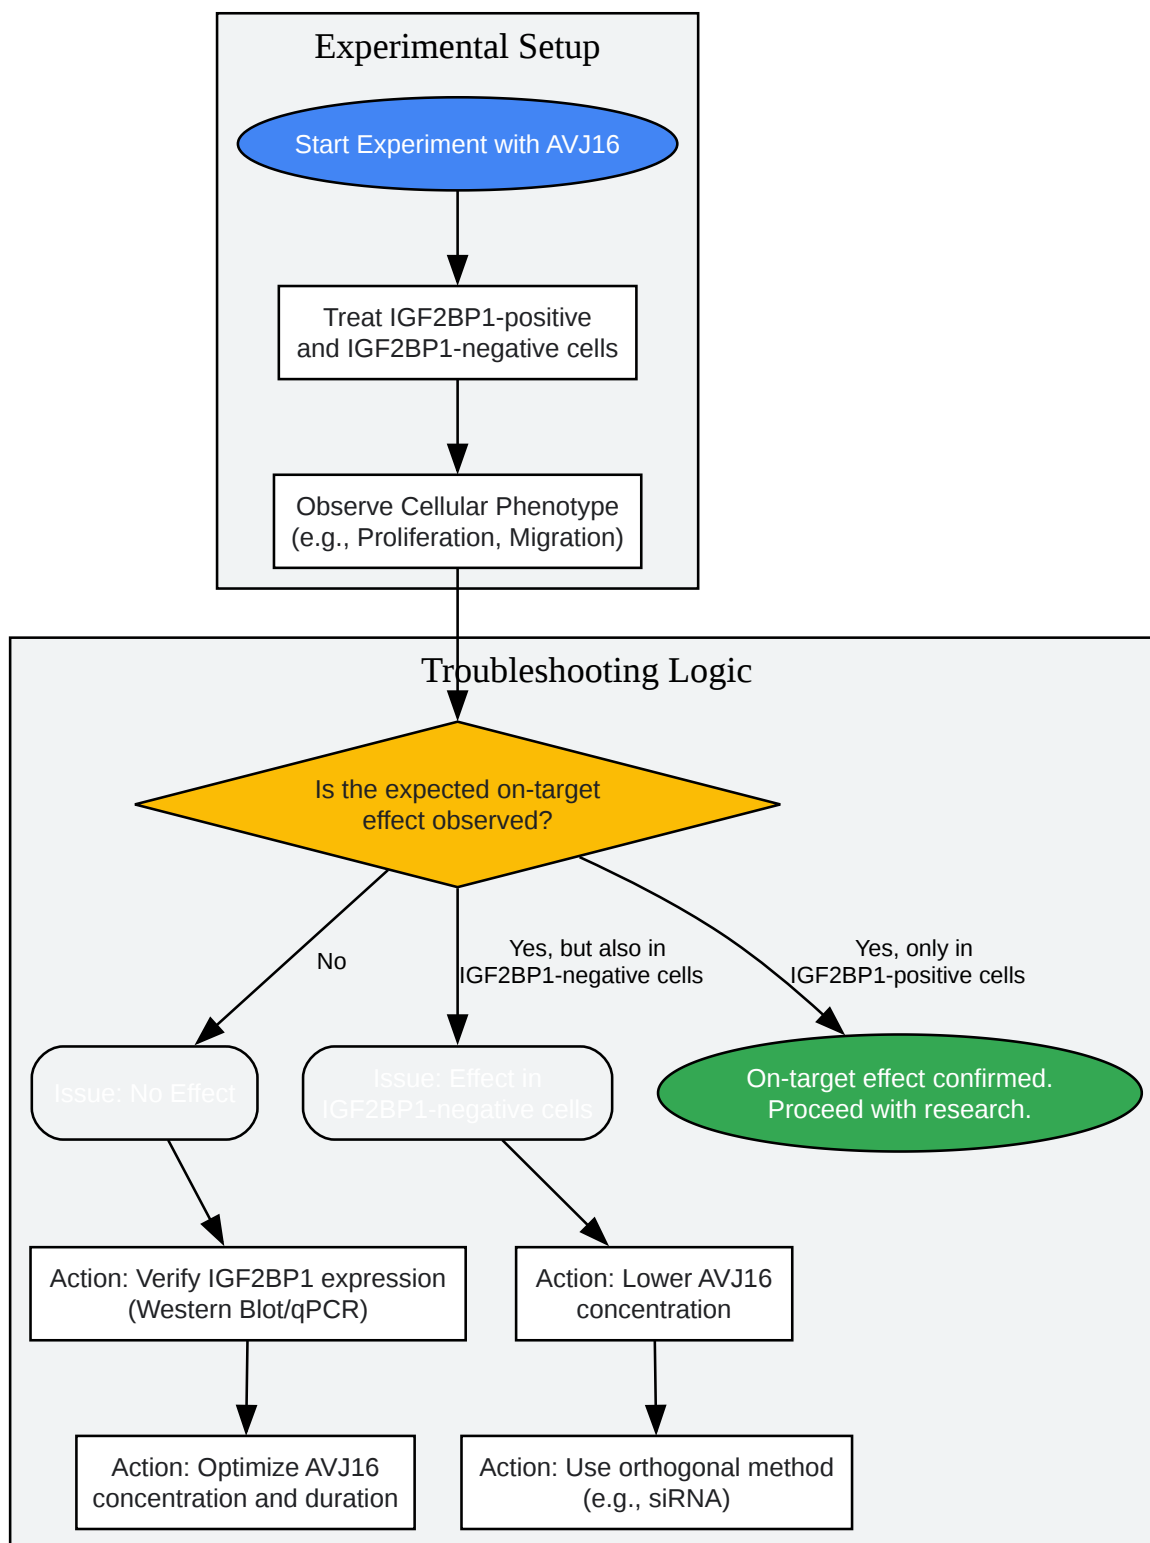 Experimental Setup
Start Experiment with AVJ16
Treat IGF2BP1-positive
and IGF2BP1-negative cells
Observe Cellular Phenotype
(e.g., Proliferation, Migration)
Troubleshooting Logic
Is the expected on-target
effect observed?
No
Yes, but also in
IGF2BP1-negative cells
Yes, only in
IGF2BP1-positive cells
Issue: No Effect
Issue: Effect in
IGF2BP1-negative cells
On-target effect confirmed.
Proceed with research.
Action: Verify IGF2BP1 expression
(Western Blot/qPCR)
Action: Lower AVJ16
concentration
Action: Optimize AVJ16
concentration and duration
Action: Use orthogonal method
(e.g., siRNA)